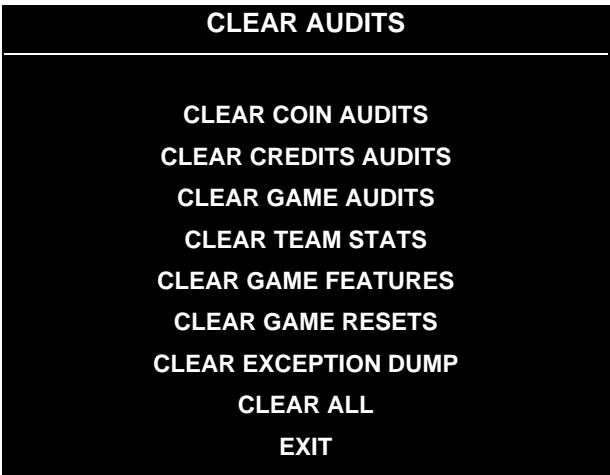 CLEAR AUDITS
CLEAR COIN AUDITS
CLEAR CREDITS AUDITS
CLEAR GAME AUDITS
CLEAR TEAM STATS
CLEAR GAME FEATURES
CLEAR GAME RESETS
CLEAR EXCEPTION DUMP
CLEAR ALL
EXIT